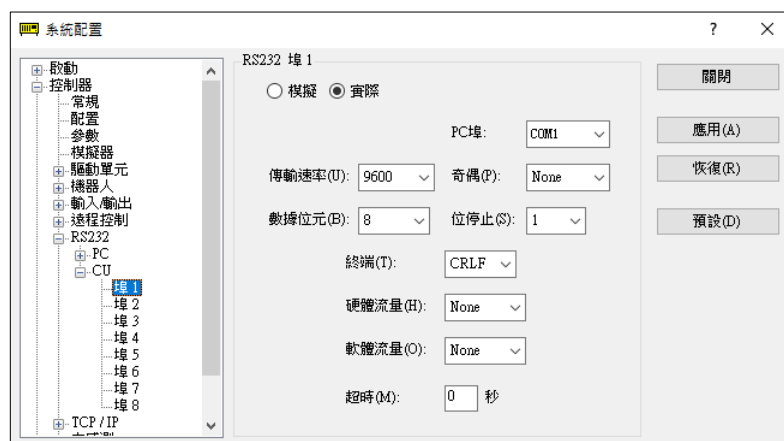 系統配置
? ×
啟動
控制器
常規
配置
參數
模擬器
驅動單元
機器人
輸入/輸出
遠程控制
RS232
PC
CU
埠 1
埠 2
埠 3
埠 4
埠 5
埠 6
埠 7
埠 8
TCP / IP
RS232 埠 1
模擬 實際
PC埠: COM1
傳輸速率(U): 9600 奇偶(P): None
數據位元(B): 8 位停止(S): 1
終端(T): CRLF
硬體流量(H): None
軟體流量(O): None
超時(M): 0 秒
關閉
應用(A)
恢復(R)
預設(D)